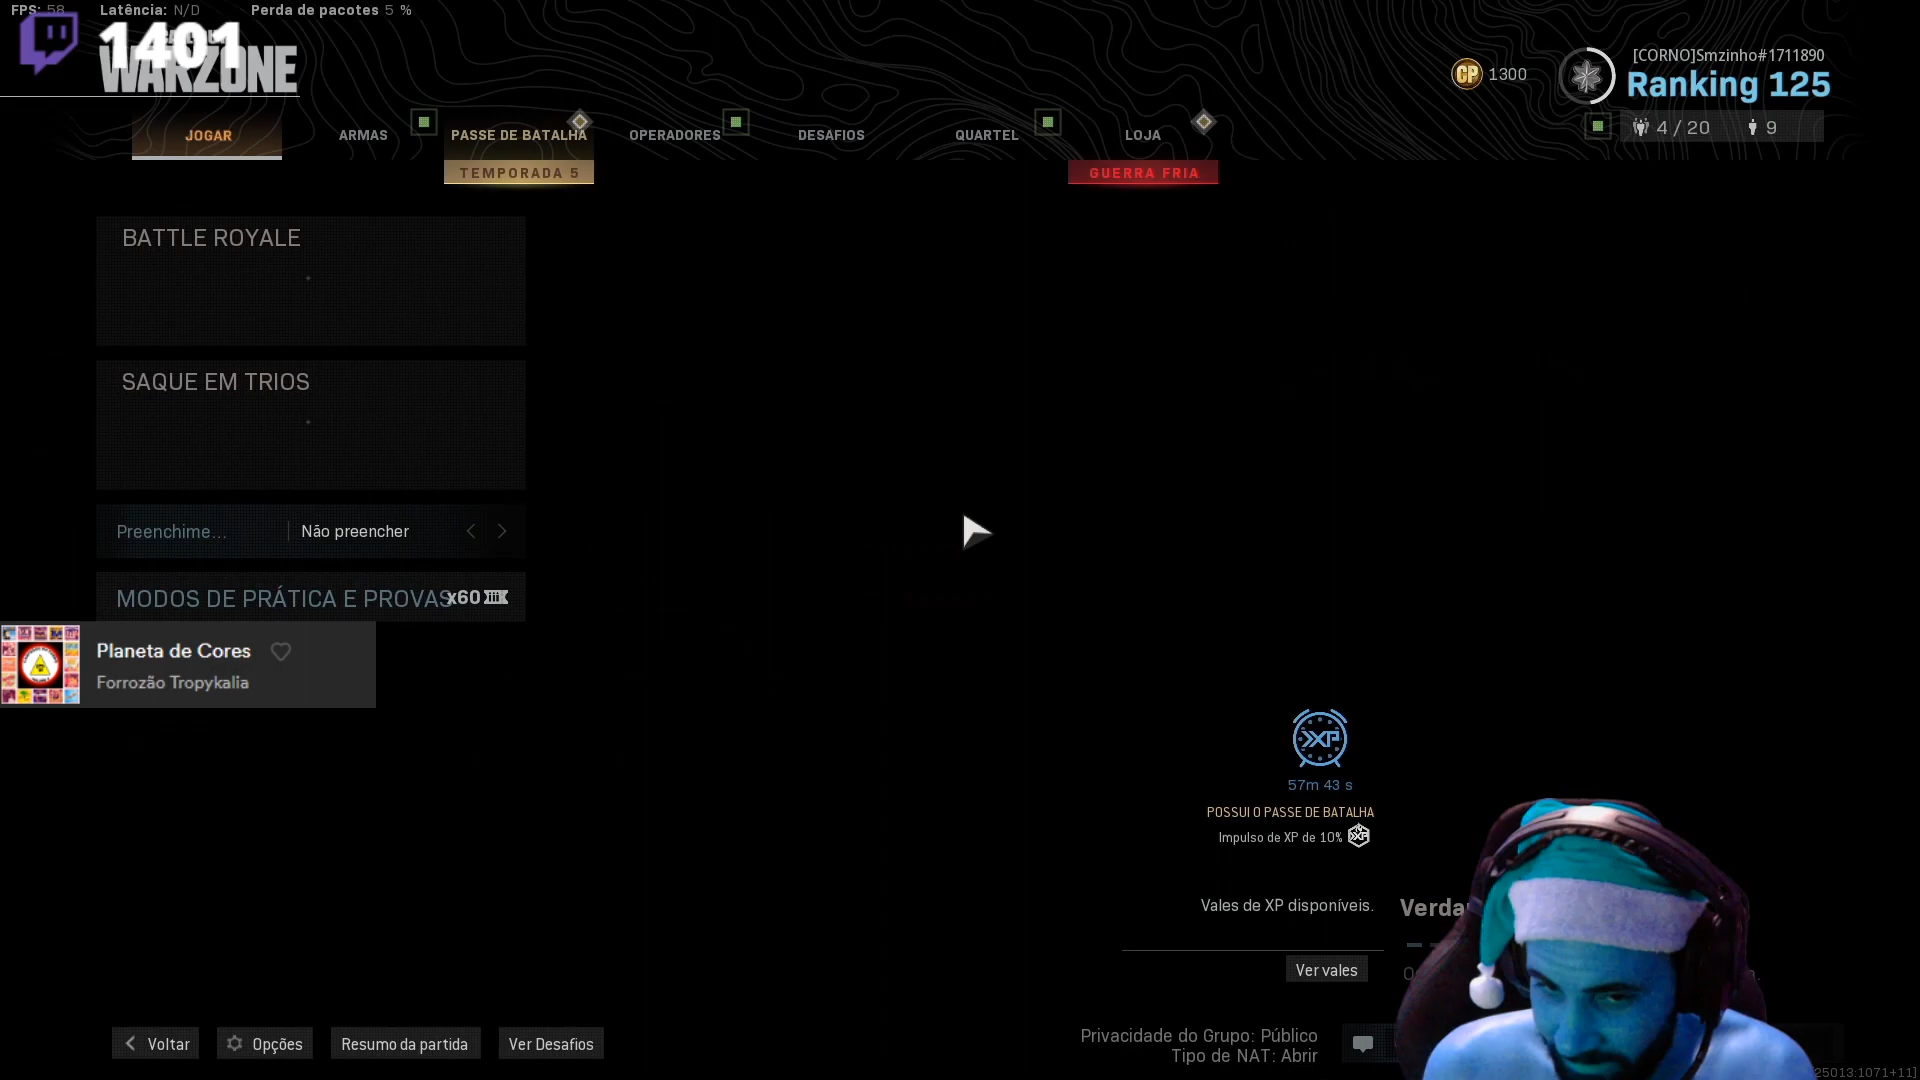 FPS: 58 Latência: N/D Perda de pacotes 5 %
1401
WARZONE
1300
[CORNO]Smzinho#1711890
Ranking 125
4 / 20 9
JOGAR ARMAS PASSE DE BATALHA OPERADORES DESAFIOS QUARTEL LOJA
TEMPORADA 5 GUERRA FRIA
BATTLE ROYALE
SAQUE EM TRIOS
Preenchime... Não preencher
MODOS DE PRÁTICA E PROVAS x60
Planeta de Cores
Forrozão Tropykalia
XP
57m 43 s
POSSUI O PASSE DE BATALHA
Impulso de XP de 10%
Vales de XP disponíveis.
Ver vales
Voltar Opções Resumo da partida Ver Desafios
Privacidade do Grupo: Público
Tipo de NAT: Abrir
25013:1071+11]